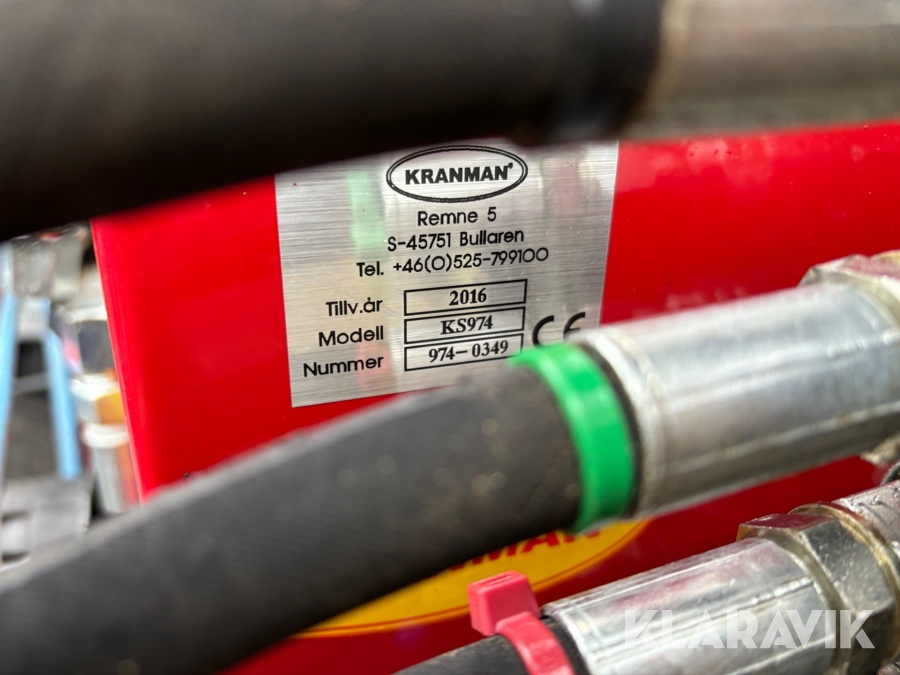 KRANMAN®
Remne 5
S-45751 Bullaren
Tel. +46(0)525-799100
Tillv.år 2016
Modell KS974
Nummer 974-0349
CE
KLARAVIK